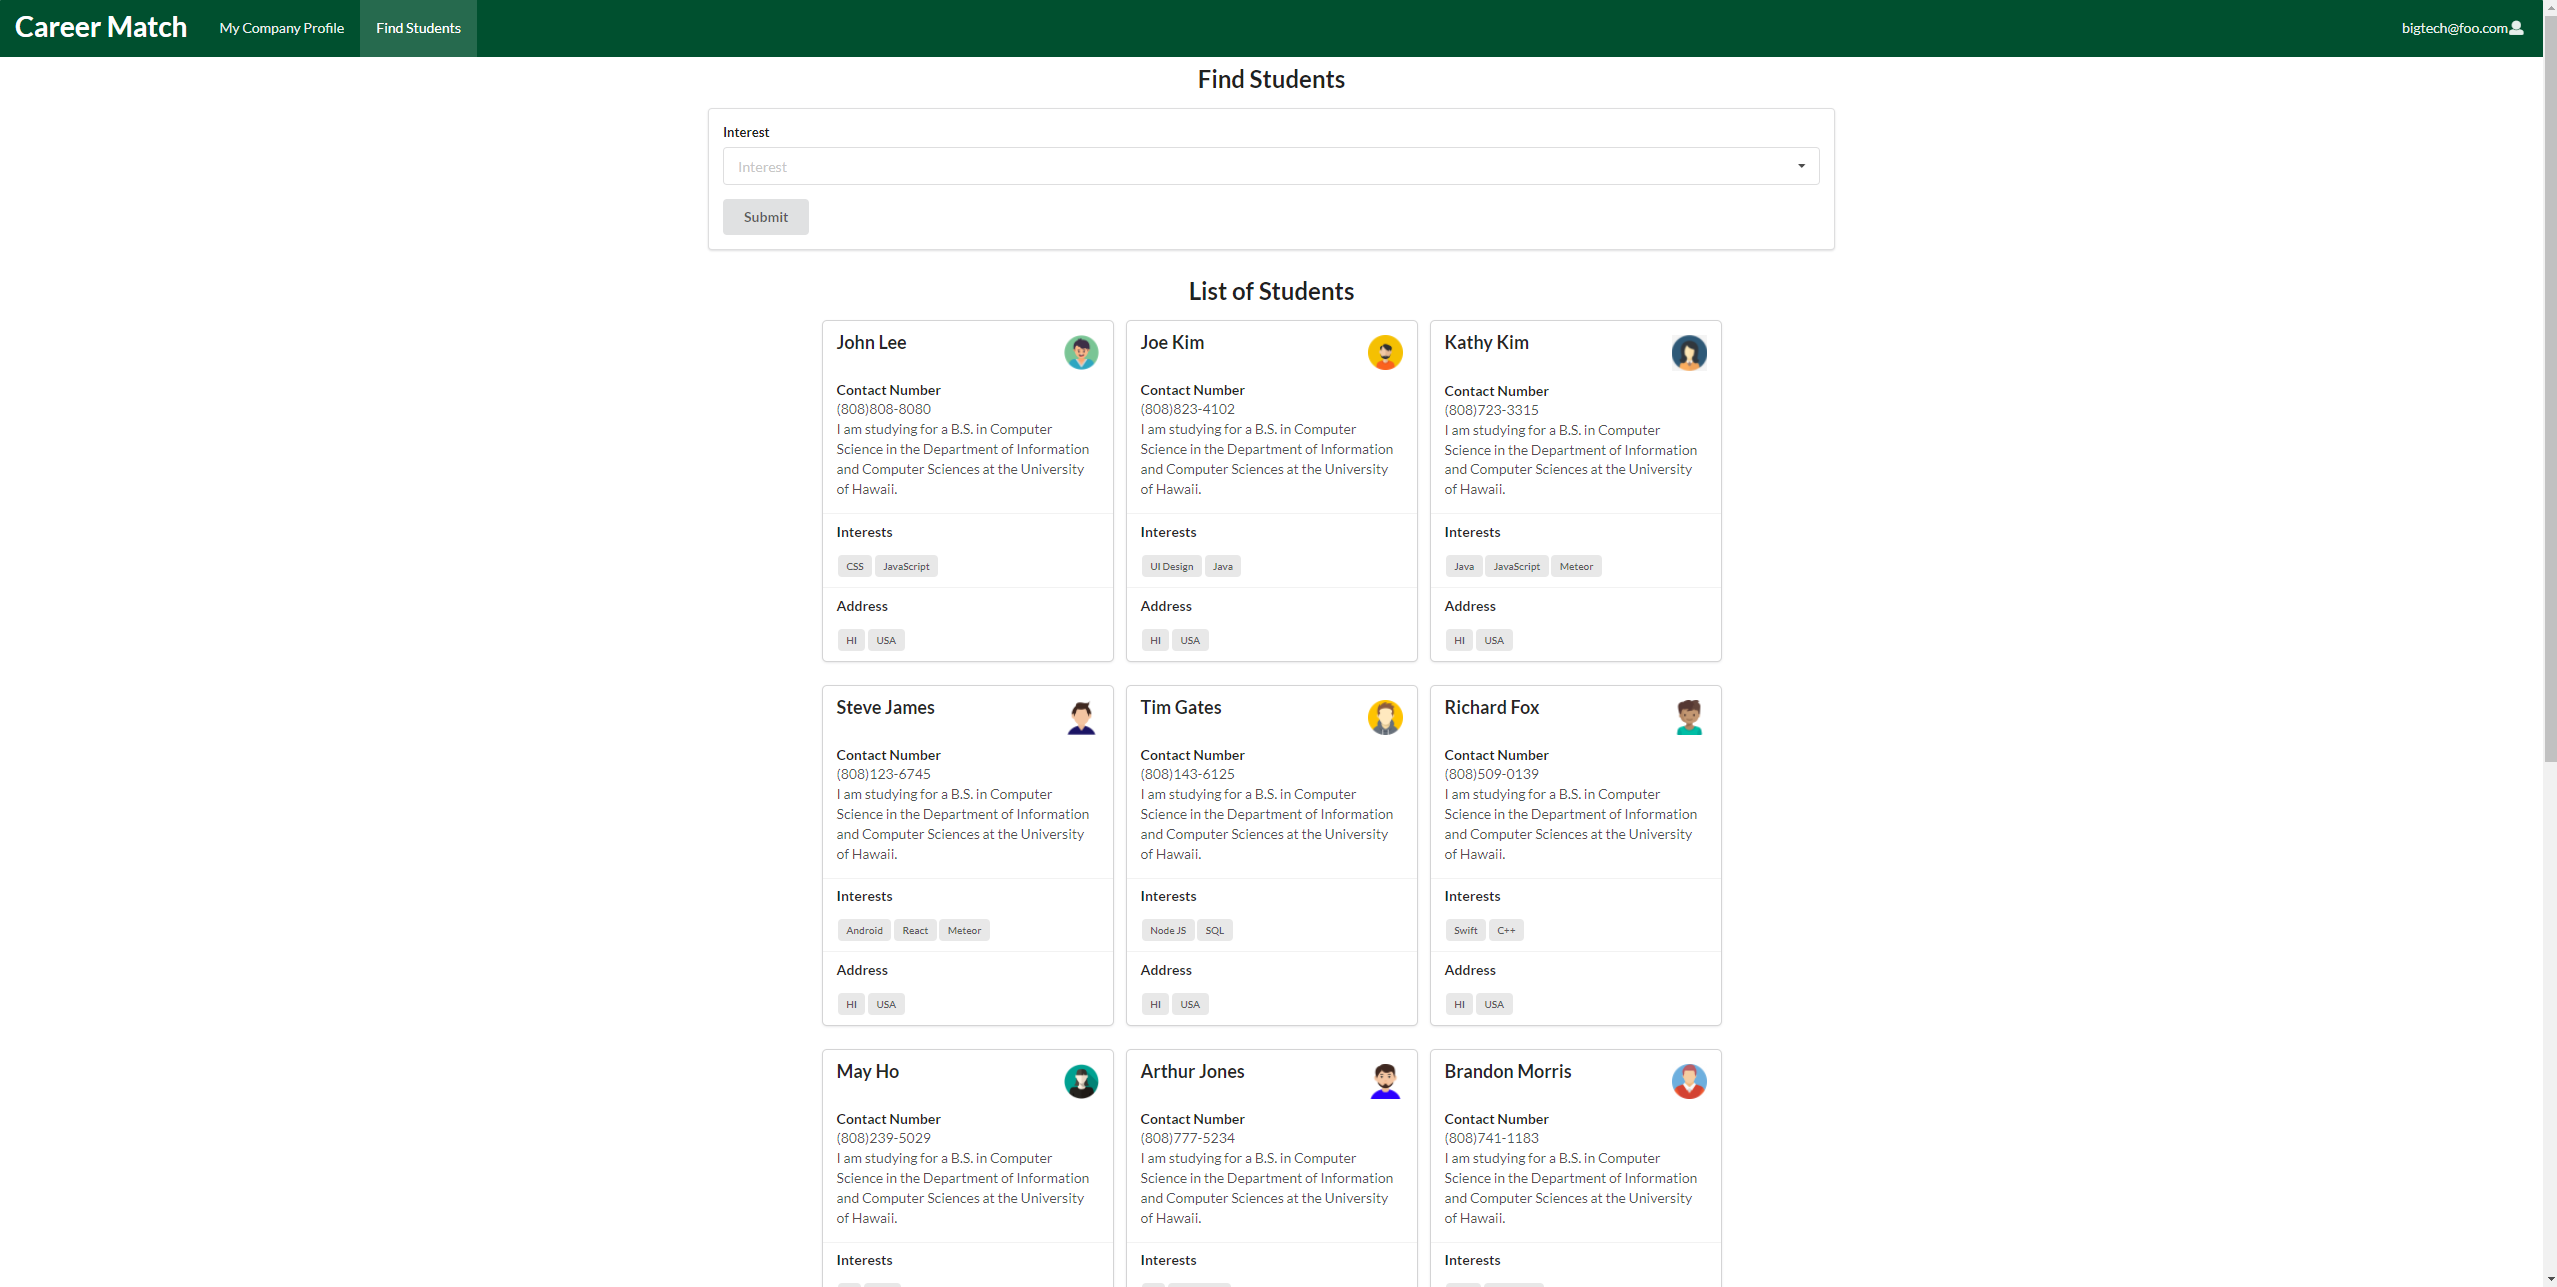 Career Match
My Company Profile
Find Students
bigtech@foo.com
Find Students
Interest
Interest
Submit
List of Students
John Lee
Contact Number
(808)808-8080
I am studying for a B.S. in Computer
Science in the Department of Information
and Computer Sciences at the University
of Hawaii.
Interests
CSS JavaScript
Address
HI USA
Joe Kim
Contact Number
(808)823-4102
I am studying for a B.S. in Computer
Science in the Department of Information
and Computer Sciences at the University
of Hawaii.
Interests
UI Design Java
Address
HI USA
Kathy Kim
Contact Number
(808)723-3315
I am studying for a B.S. in Computer
Science in the Department of Information
and Computer Sciences at the University
of Hawaii.
Interests
Java JavaScript Meteor
Address
HI USA
Steve James
Contact Number
(808)123-6745
I am studying for a B.S. in Computer
Science in the Department of Information
and Computer Sciences at the University
of Hawaii.
Interests
Android React Meteor
Address
HI USA
Tim Gates
Contact Number
(808)143-6125
I am studying for a B.S. in Computer
Science in the Department of Information
and Computer Sciences at the University
of Hawaii.
Interests
Node JS SQL
Address
HI USA
Richard Fox
Contact Number
(808)509-0139
I am studying for a B.S. in Computer
Science in the Department of Information
and Computer Sciences at the University
of Hawaii.
Interests
Swift C++
Address
HI USA
May Ho
Contact Number
(808)239-5029
I am studying for a B.S. in Computer
Science in the Department of Information
and Computer Sciences at the University
of Hawaii.
Interests
Arthur Jones
Contact Number
(808)777-5234
I am studying for a B.S. in Computer
Science in the Department of Information
and Computer Sciences at the University
of Hawaii.
Interests
Brandon Morris
Contact Number
(808)741-1183
I am studying for a B.S. in Computer
Science in the Department of Information
and Computer Sciences at the University
of Hawaii.
Interests